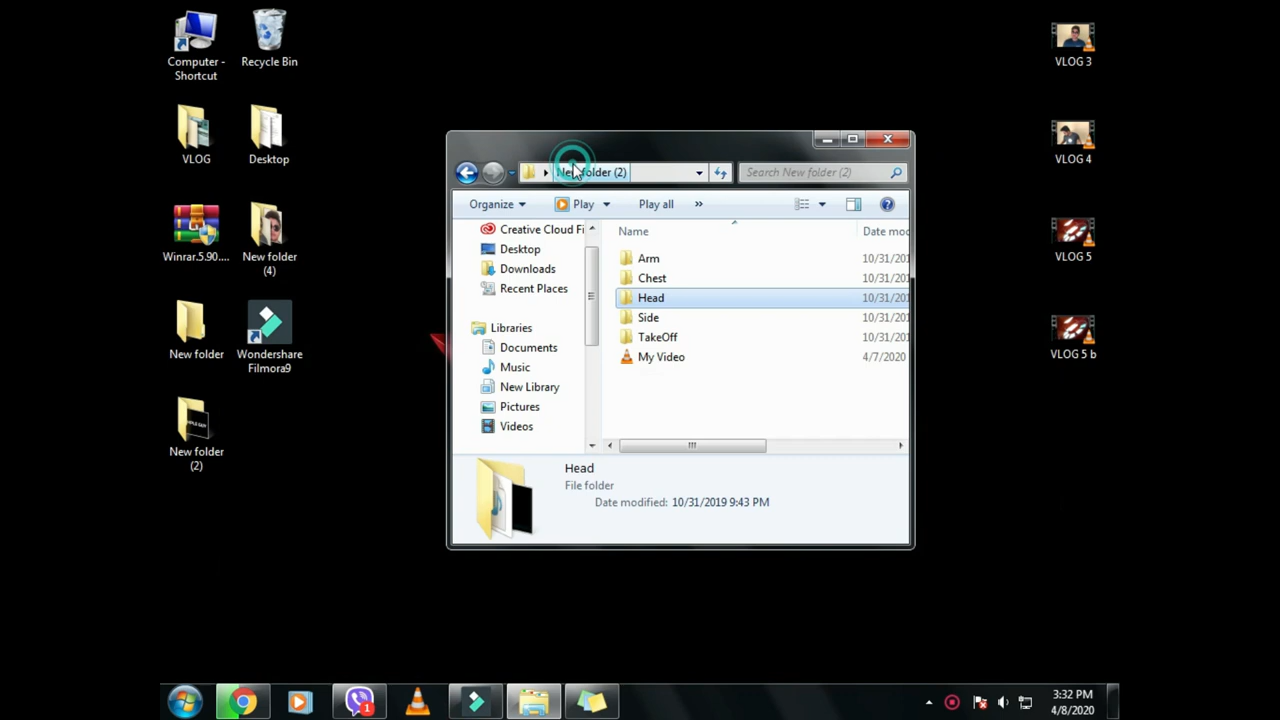 Computer -
Shortcut
Recycle Bin
VLOG
Desktop
Winrar.5.90....
New folder
(4)
New folder
Wondershare
Filmora9
New folder
(2)
VLOG 3
VLOG 4
VLOG 5
VLOG 5 b
New folder (2)
Search New folder (2)
Organize
Play
Play all
»
Creative Cloud Fi
Desktop
Downloads
Recent Places
Libraries
Documents
Music
New Library
Pictures
Videos
Name
Date mod
Arm
10/31/201
Chest
10/31/201
Head
10/31/201
Side
10/31/201
TakeOff
10/31/201
My Video
4/7/2020
Head
File folder
Date modified: 10/31/2019 9:43 PM
1
3:32 PM
4/8/2020